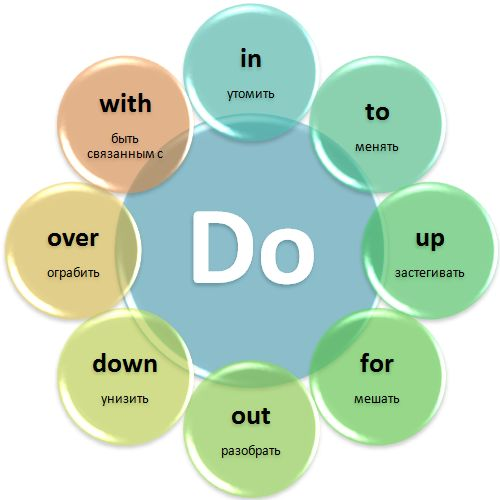 Do
in
утомить
to
менять
up
застегивать
for
мешать
out
разобрать
down
унизить
over
ограбить
with
быть
связанным с